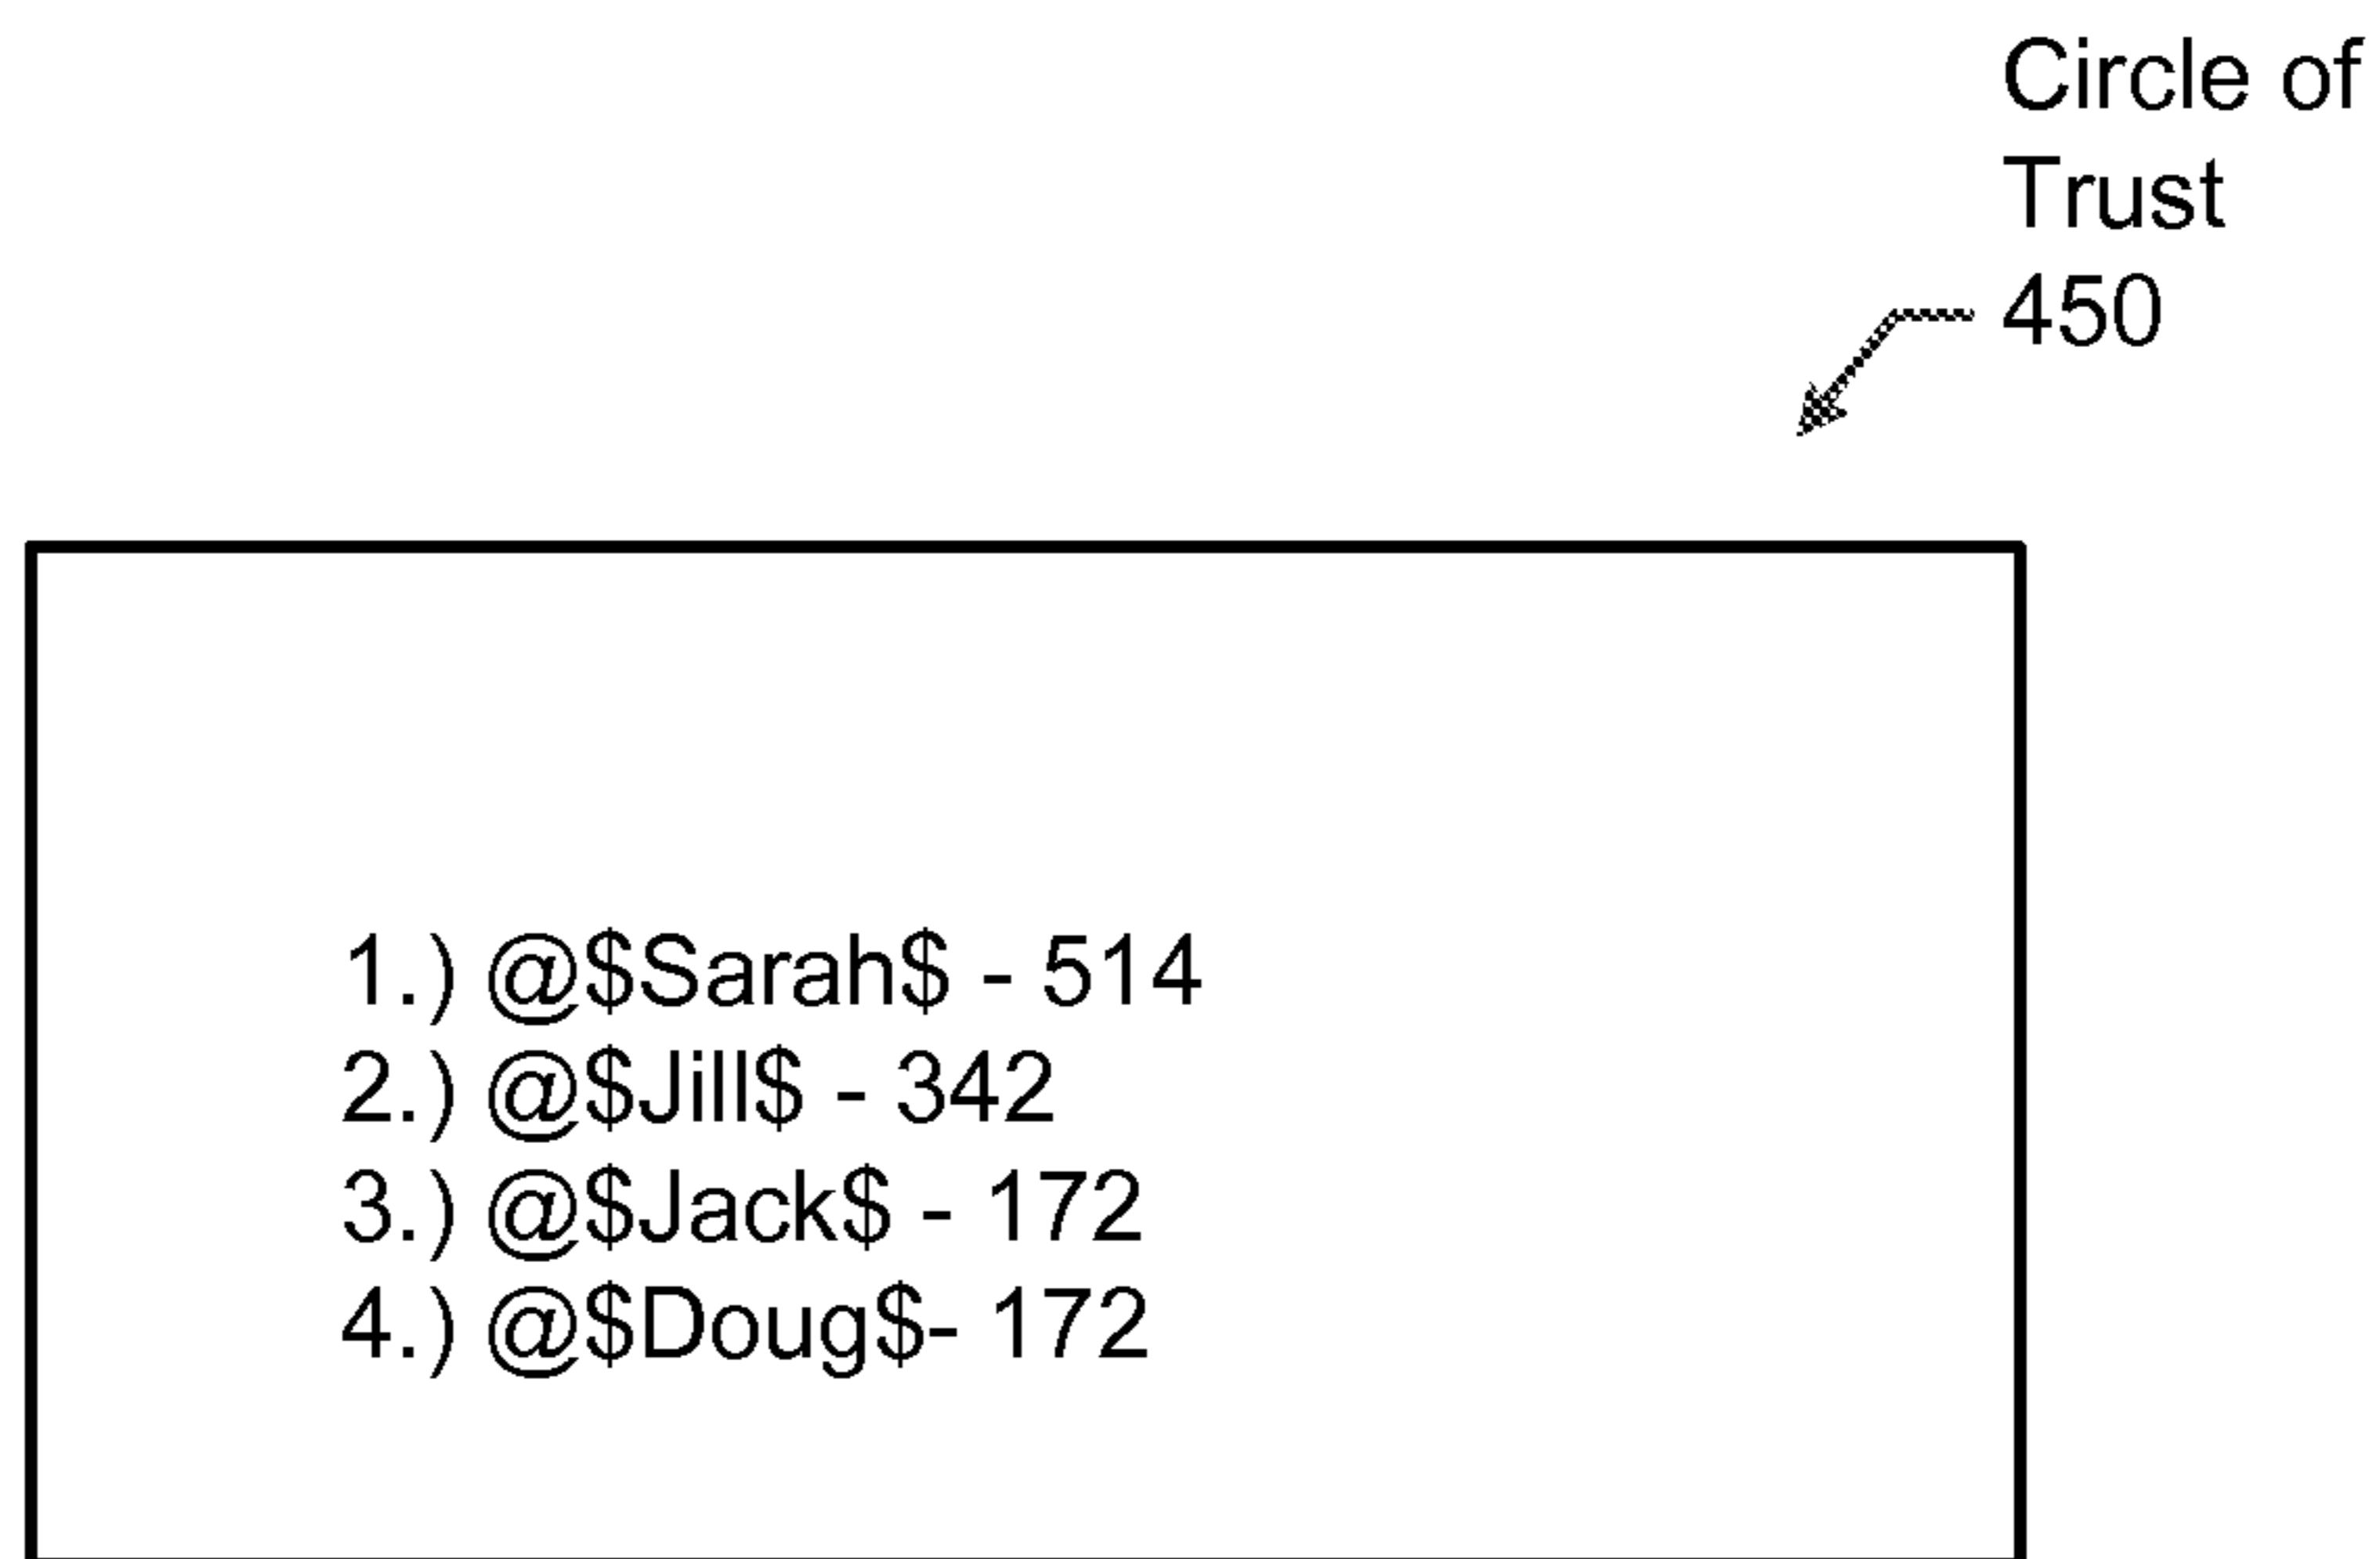 Circle of
Trust
450
1.) @$Sarah$ - 514
2.) @$Jill$ - 342
3.) @$Jack$ - 172
4.) @$Doug$- 172